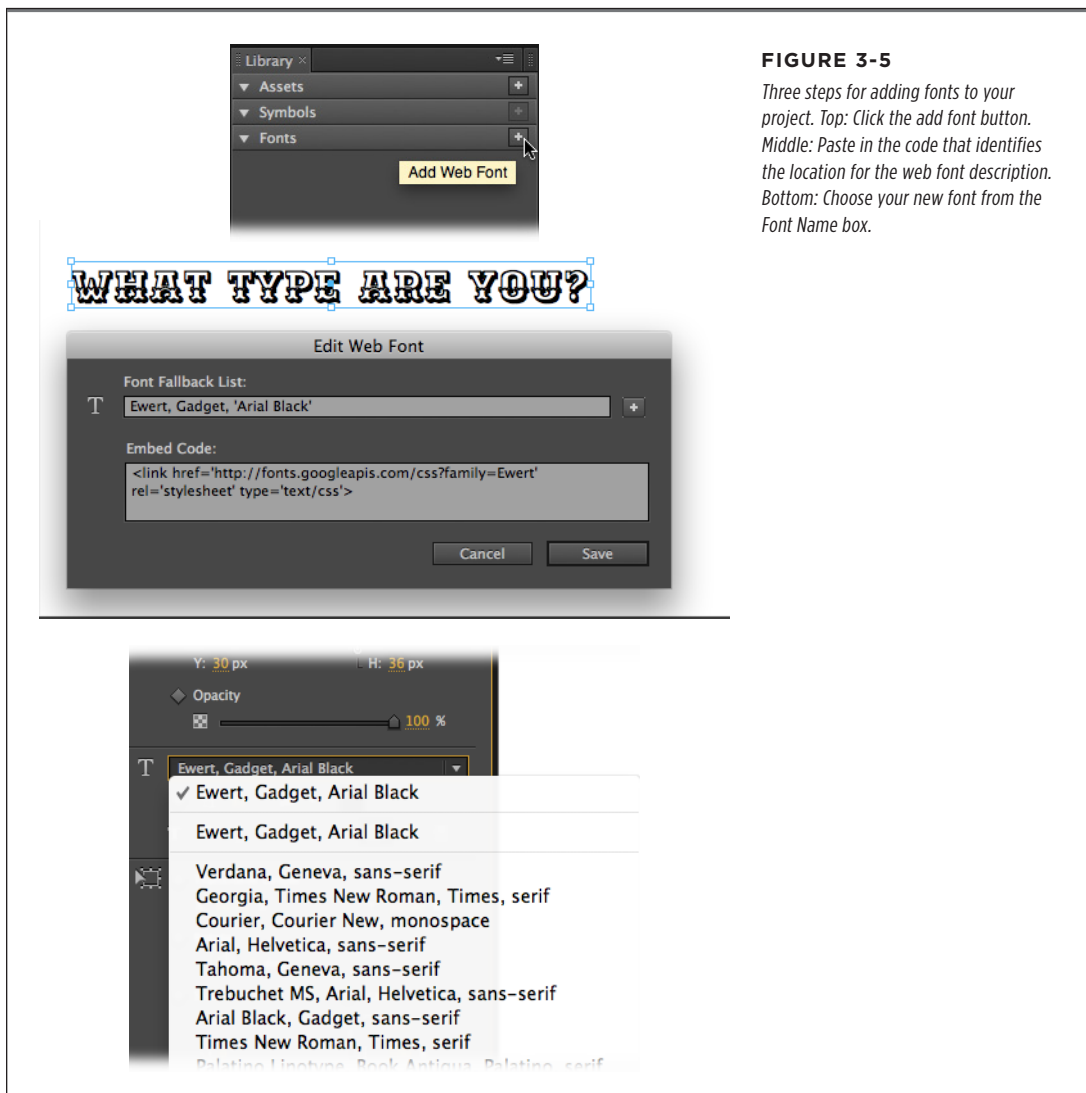 Library ×
Assets
Symbols
Fonts
Add Web Font
FIGURE 3-5
Three steps for adding fonts to your
project. Top: Click the add font button.
Middle: Paste in the code that identifies
the location for the web font description.
Bottom: Choose your new font from the
Font Name box.
WHAT TYPE ARE YOU?
Edit Web Font
Font Fallback List:
T Ewert, Gadget, 'Arial Black' +
Embed Code:
<link href='http://fonts.googleapis.com/css?family=Ewert'
rel='stylesheet' type='text/css'>
Cancel Save
Y: 30 px H: 36 px
Opacity
100 %
T Ewert, Gadget, Arial Black
✓ Ewert, Gadget, Arial Black
Ewert, Gadget, Arial Black
Verdana, Geneva, sans-serif
Georgia, Times New Roman, Times, serif
Courier, Courier New, monospace
Arial, Helvetica, sans-serif
Tahoma, Geneva, sans-serif
Trebuchet MS, Arial, Helvetica, sans-serif
Arial Black, Gadget, sans-serif
Times New Roman, Times, serif
Palatino Linotype, Book Antiqua, Palatino, serif